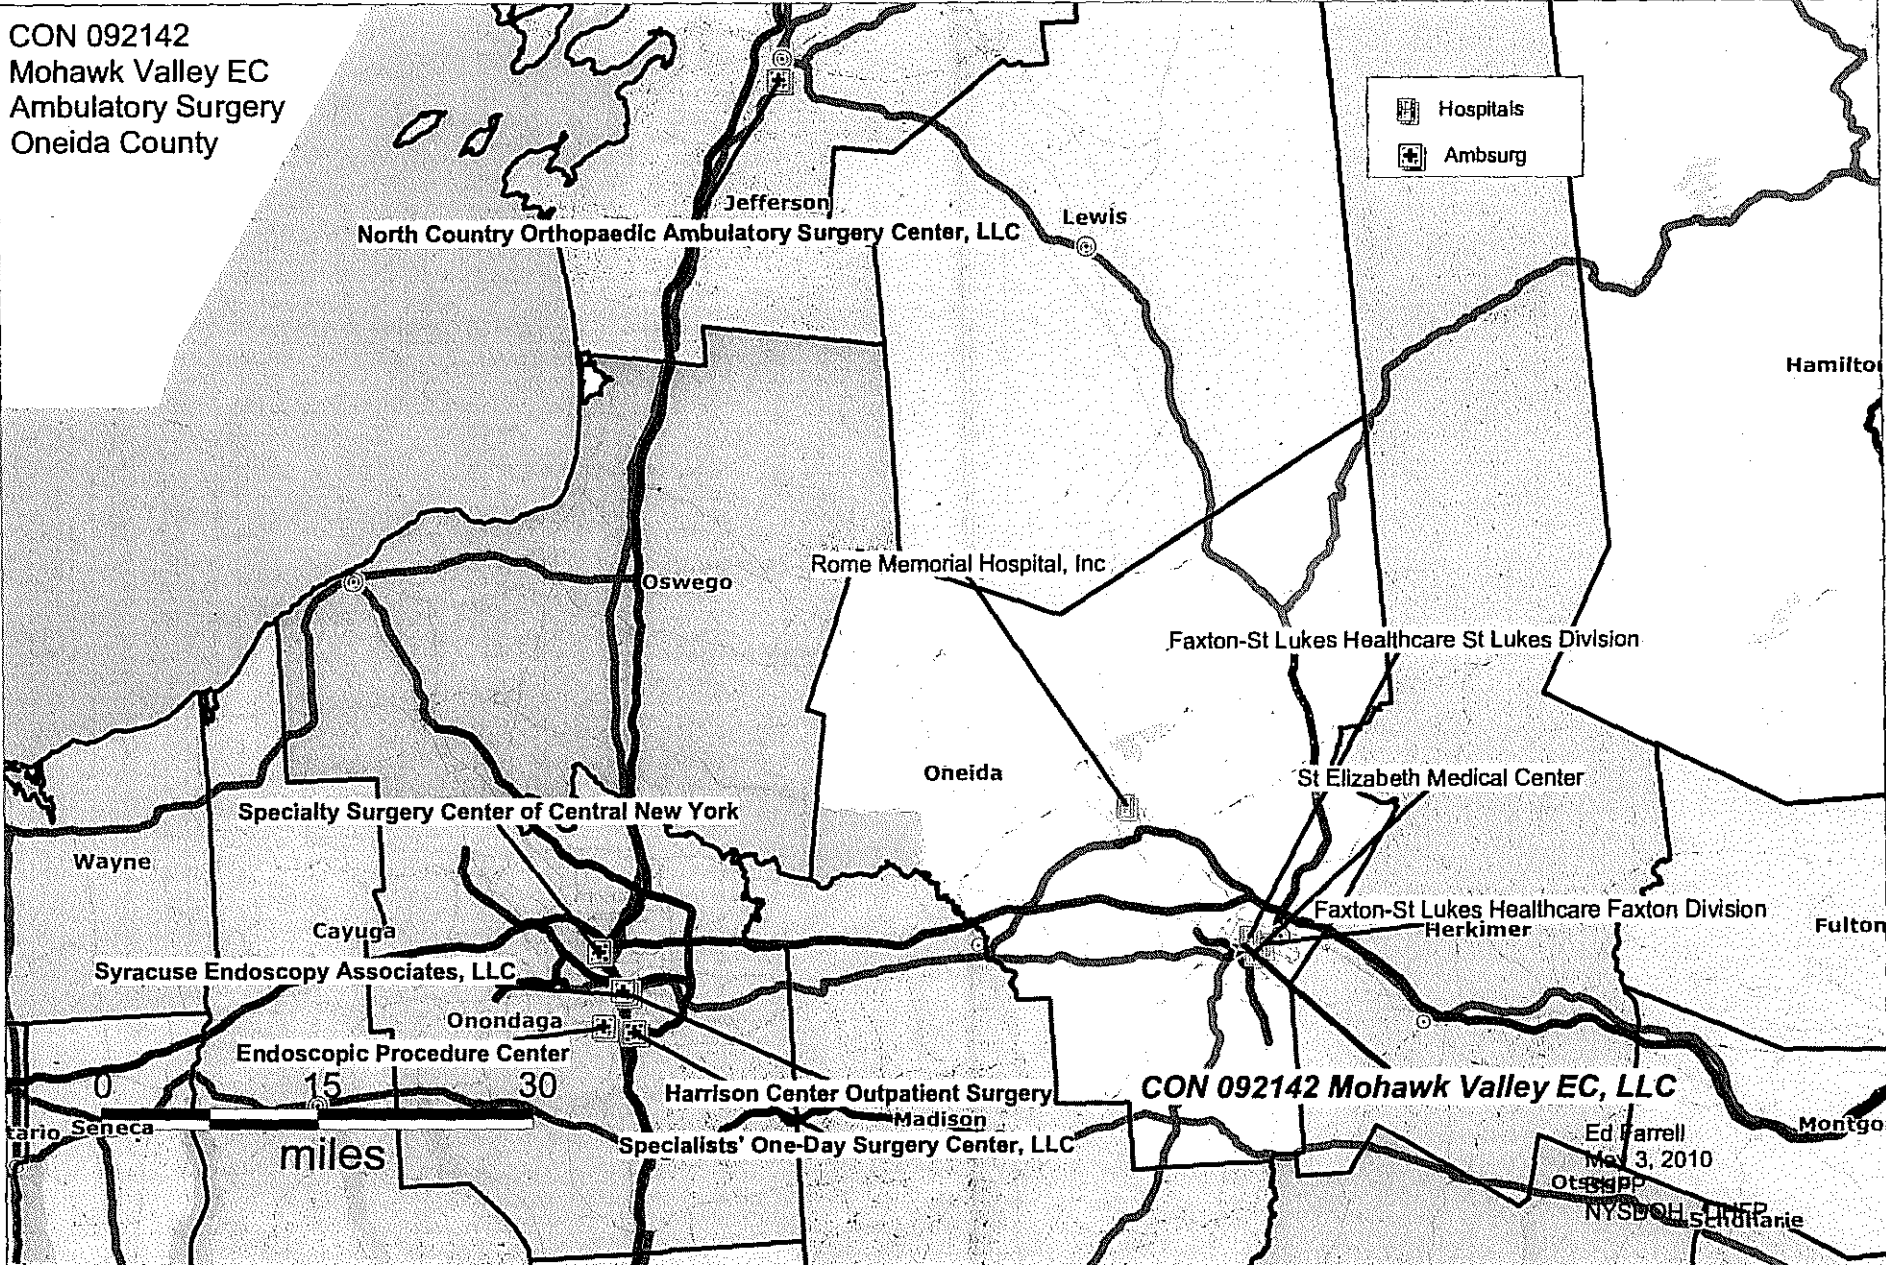 CON 092142
Mohawk Valley EC
Ambulatory Surgery
Oneida County
Hospitals
Ambsurg
Jefferson
Lewis
North Country Orthopaedic Ambulatory Surgery Center, LLC
Hamilto
Rome Memorial Hospital, Inc
Oswego
Faxton-St Lukes Healthcare St Lukes Division
Oneida
St Elizabeth Medical Center
Specialty Surgery Center of Central New York
Wayne
Faxton-St Lukes Healthcare Faxton Division
Cayuga
Herkimer
Fulton
Syracuse Endoscopy Associates, LLC
Onondaga
Endoscopic Procedure Center
0 15 30
Harrison Center Outpatient Surgery
CON 092142 Mohawk Valley EC, LLC
Madison
tario Seneca
Montgo
miles
Specialists' One-Day Surgery Center, LLC
Ed Farrell
May 3, 2010
NYSDOH
Schoharie